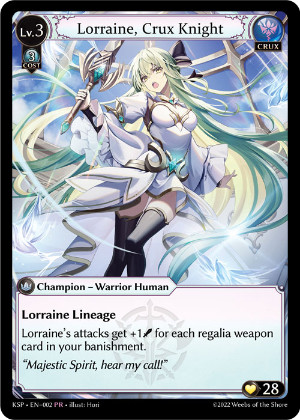 Lv.3
Lorraine, Crux Knight
CRUX
3
COST
Champion – Warrior Human
Lorraine Lineage
Lorraine's attacks get +1 for each regalia weapon
card in your banishment.
“Majestic Spirit, hear my call!”
28
KSP • EN–002 PR • illust: Huri
©2022 Weebs of the Shore